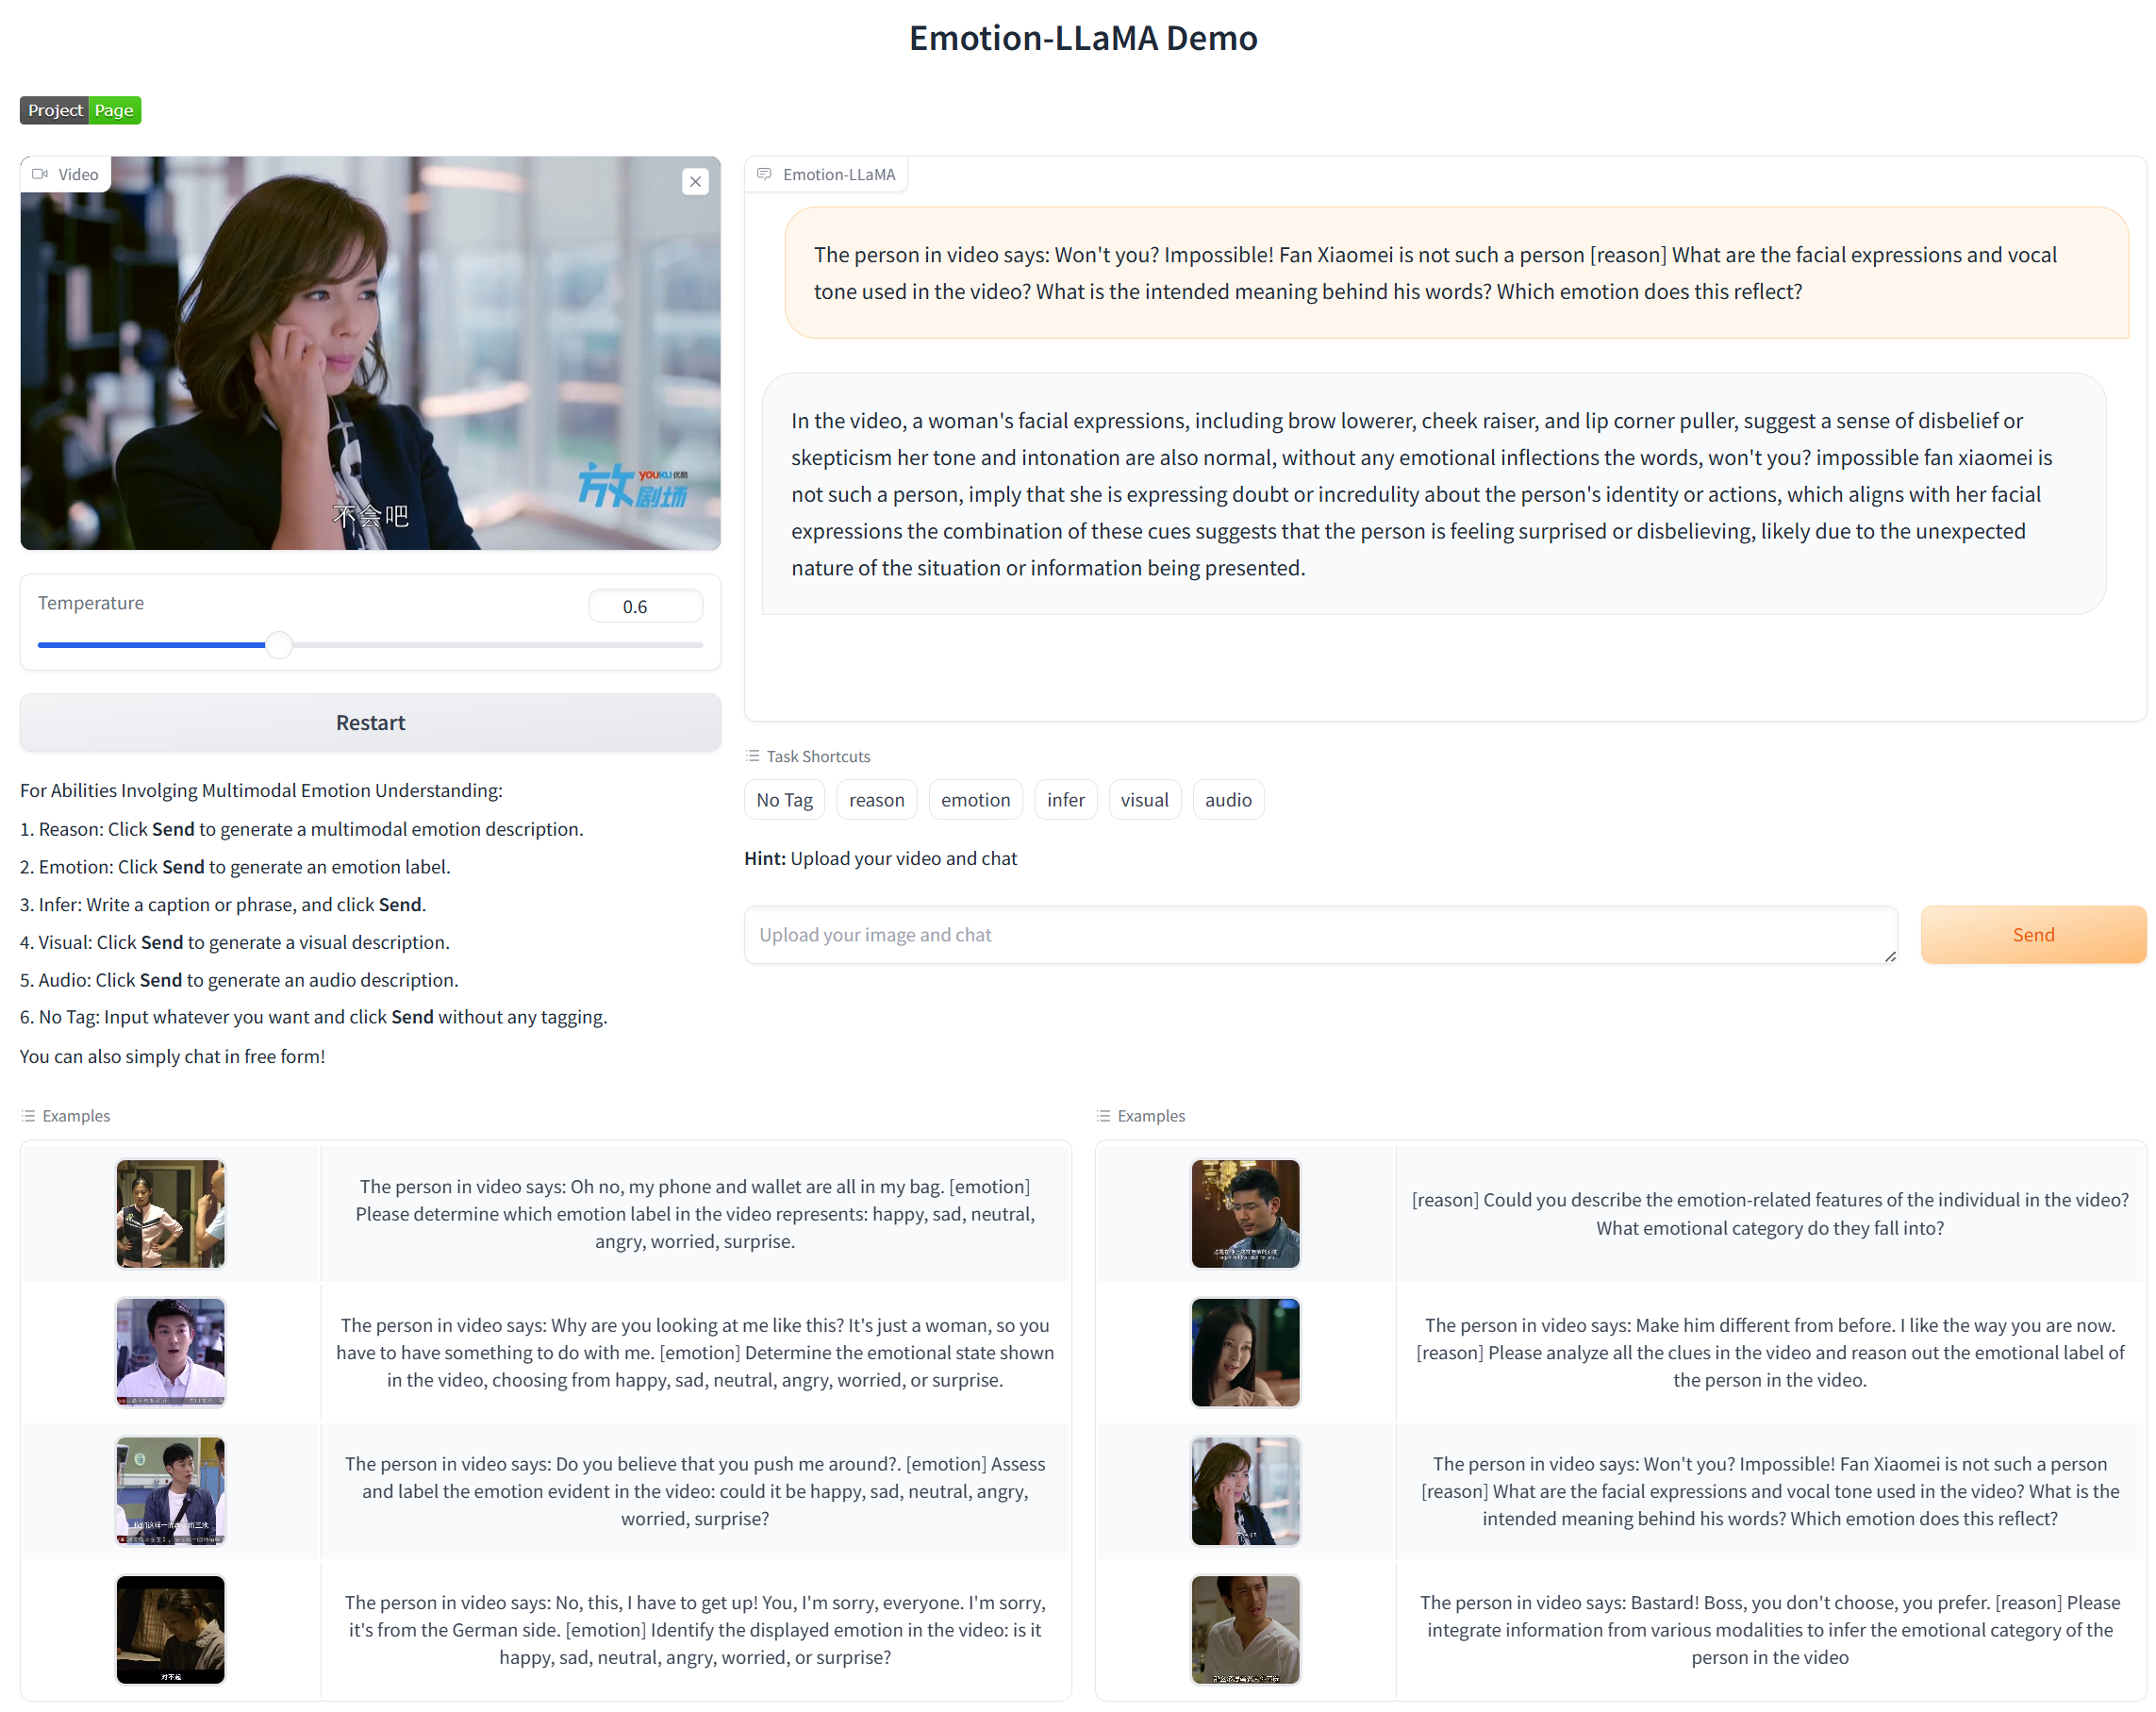 Emotion-LLaMA Demo
Project Page
Video
放 YOUKU 优酷
剧场
不会吧
Temperature
0.6
Restart
For Abilities Involging Multimodal Emotion Understanding:
1. Reason: Click Send to generate a multimodal emotion description.
2. Emotion: Click Send to generate an emotion label.
3. Infer: Write a caption or phrase, and click Send.
4. Visual: Click Send to generate a visual description.
5. Audio: Click Send to generate an audio description.
6. No Tag: Input whatever you want and click Send without any tagging.
You can also simply chat in free form!
Emotion-LLaMA
The person in video says: Won't you? Impossible! Fan Xiaomei is not such a person [reason] What are the facial expressions and vocal
tone used in the video? What is the intended meaning behind his words? Which emotion does this reflect?
In the video, a woman's facial expressions, including brow lowerer, cheek raiser, and lip corner puller, suggest a sense of disbelief or
skepticism her tone and intonation are also normal, without any emotional inflections the words, won't you? impossible fan xiaomei is
not such a person, imply that she is expressing doubt or incredulity about the person's identity or actions, which aligns with her facial
expressions the combination of these cues suggests that the person is feeling surprised or disbelieving, likely due to the unexpected
nature of the situation or information being presented.
Task Shortcuts
No Tag reason emotion infer visual audio
Hint: Upload your video and chat
Upload your image and chat
Send
Examples
The person in video says: Oh no, my phone and wallet are all in my bag. [emotion]
Please determine which emotion label in the video represents: happy, sad, neutral,
angry, worried, surprise.
The person in video says: Why are you looking at me like this? It's just a woman, so you
have to have something to do with me. [emotion] Determine the emotional state shown
in the video, choosing from happy, sad, neutral, angry, worried, or surprise.
The person in video says: Do you believe that you push me around?. [emotion] Assess
and label the emotion evident in the video: could it be happy, sad, neutral, angry,
worried, surprise?
对不起
The person in video says: No, this, I have to get up! You, I'm sorry, everyone. I'm sorry,
it's from the German side. [emotion] Identify the displayed emotion in the video: is it
happy, sad, neutral, angry, worried, or surprise?
Examples
[reason] Could you describe the emotion-related features of the individual in the video?
What emotional category do they fall into?
The person in video says: Make him different from before. I like the way you are now.
[reason] Please analyze all the clues in the video and reason out the emotional label of
the person in the video.
The person in video says: Won't you? Impossible! Fan Xiaomei is not such a person
[reason] What are the facial expressions and vocal tone used in the video? What is the
intended meaning behind his words? Which emotion does this reflect?
The person in video says: Bastard! Boss, you don't choose, you prefer. [reason] Please
integrate information from various modalities to infer the emotional category of the
person in the video